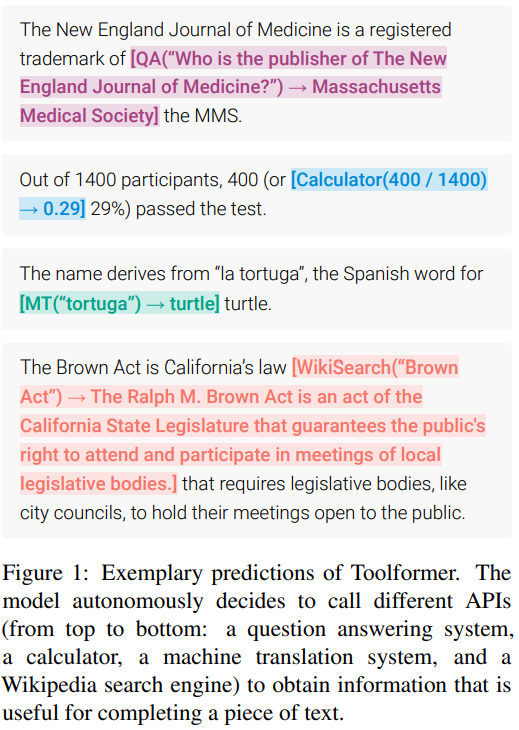 The New England Journal of Medicine is a registered
trademark of [QA(“Who is the publisher of The New
England Journal of Medicine?”) → Massachusetts
Medical Society] the MMS.
Out of 1400 participants, 400 (or [Calculator(400 / 1400)
→ 0.29] 29%) passed the test.
The name derives from “la tortuga”, the Spanish word for
[MT(“tortuga”) → turtle] turtle.
The Brown Act is California’s law [WikiSearch(“Brown
Act”) → The Ralph M. Brown Act is an act of the
California State Legislature that guarantees the public's
right to attend and participate in meetings of local
legislative bodies.] that requires legislative bodies, like
city councils, to hold their meetings open to the public.
Figure 1: Exemplary predictions of Toolformer. The
model autonomously decides to call different APIs
(from top to bottom: a question answering system,
a calculator, a machine translation system, and a
Wikipedia search engine) to obtain information that is
useful for completing a piece of text.